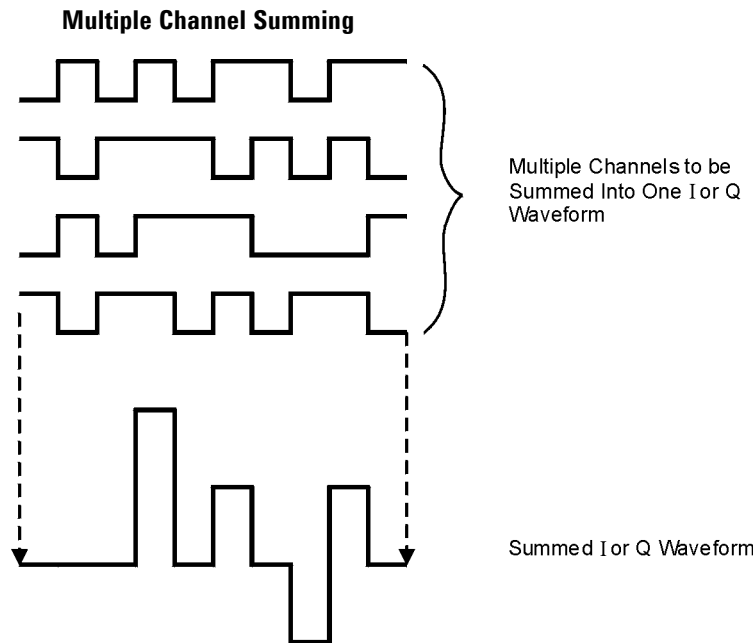 Multiple Channel Summing
Multiple Channels to be
Summed Into One I or Q
Waveform
Summed I or Q Waveform